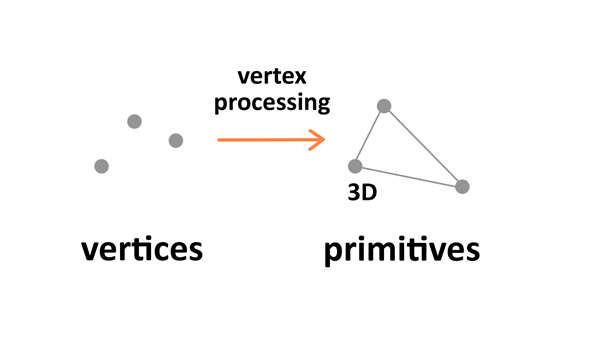 vertex
processing
3D
vertices
primitives